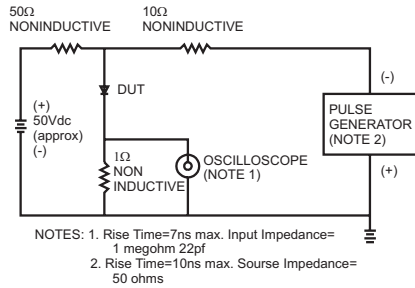 50Ω
NONINDUCTIVE
10Ω
NONINDUCTIVE
(+)
50Vdc
(approx)
(-)
DUT
1Ω
NON
INDUCTIVE
OSCILLOSCOPE
(NOTE 1)
(-)
PULSE
GENERATOR
(NOTE 2)
(+)
NOTES: 1. Rise Time=7ns max. Input Impedance=
1 megohm 22pf
2. Rise Time=10ns max. Sourse Impedance=
50 ohms